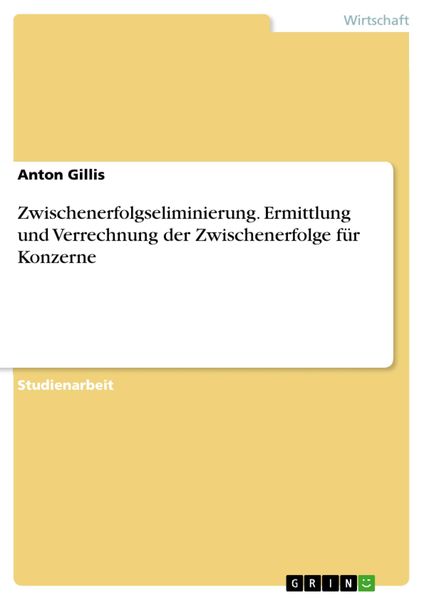 Wirtschaft
Anton Gillis
Zwischenerfolgseliminierung. Ermittlung
und Verrechnung der Zwischenerfolge für
Konzerne
Studienarbeit
GRIN